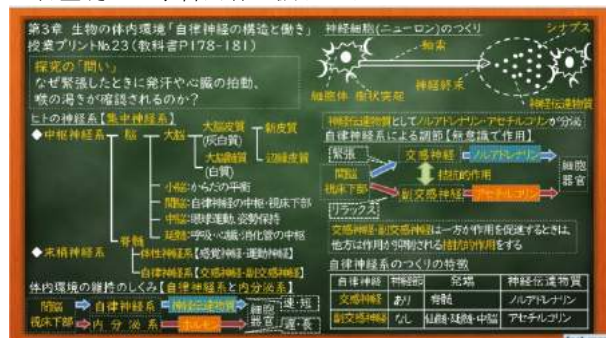 第3章 生物の体内環境「自律神経の構造と働き」
授業プリントNo.23(教科書P178-181)
探究の「問い」
なぜ緊張したときに発汗や心臓の拍動、
喉の渇きが確認されるのか?
ヒトの神経系【集中神経系】
◆中枢神経系 脳 大脳 大脳皮質 新皮質
(灰白質)
大脳髄質 辺縁皮質
(白質)
小脳:からだの平衡
間脳:自律神経の中枢・視床下部
中脳:眼球運動、姿勢保持
延髄:呼吸・心臓・消化管の中枢
脊髄
◆末梢神経系 体性神経系【感覚神経・運動神経】
自律神経系【交感神経・副交感神経】
体内環境の維持のしくみ【自律神経系と内分泌系】
間脳 自律神経系 神経伝達物質 細胞 速・短
視床下部 内分泌系 ホルモン 器官 遅・長
神経細胞(ニューロン)のつくり シナプス
軸索
神経終末
細胞体 樹状突起 神経伝達物質
神経伝達物質としてノルアドレナリン・アセチルコリンが分泌
自律神経系による調節【無意識で作用】
緊張 交感神経 ノルアドレナリン 細胞
間脳 拮抗的作用 器官
視床下部 副交感神経 アセチルコリン
リラックス
交感神経・副交感神経は一方が作用を促進するときは、
他方は作用が抑制される拮抗的作用をする
自律神経系のつくりの特徴
自律神経 神経節 起点 神経伝達物質
交感神経 あり 脊髄 ノルアドレナリン
副交感神経 なし 仙髄・延髄・中脳 アセチルコリン